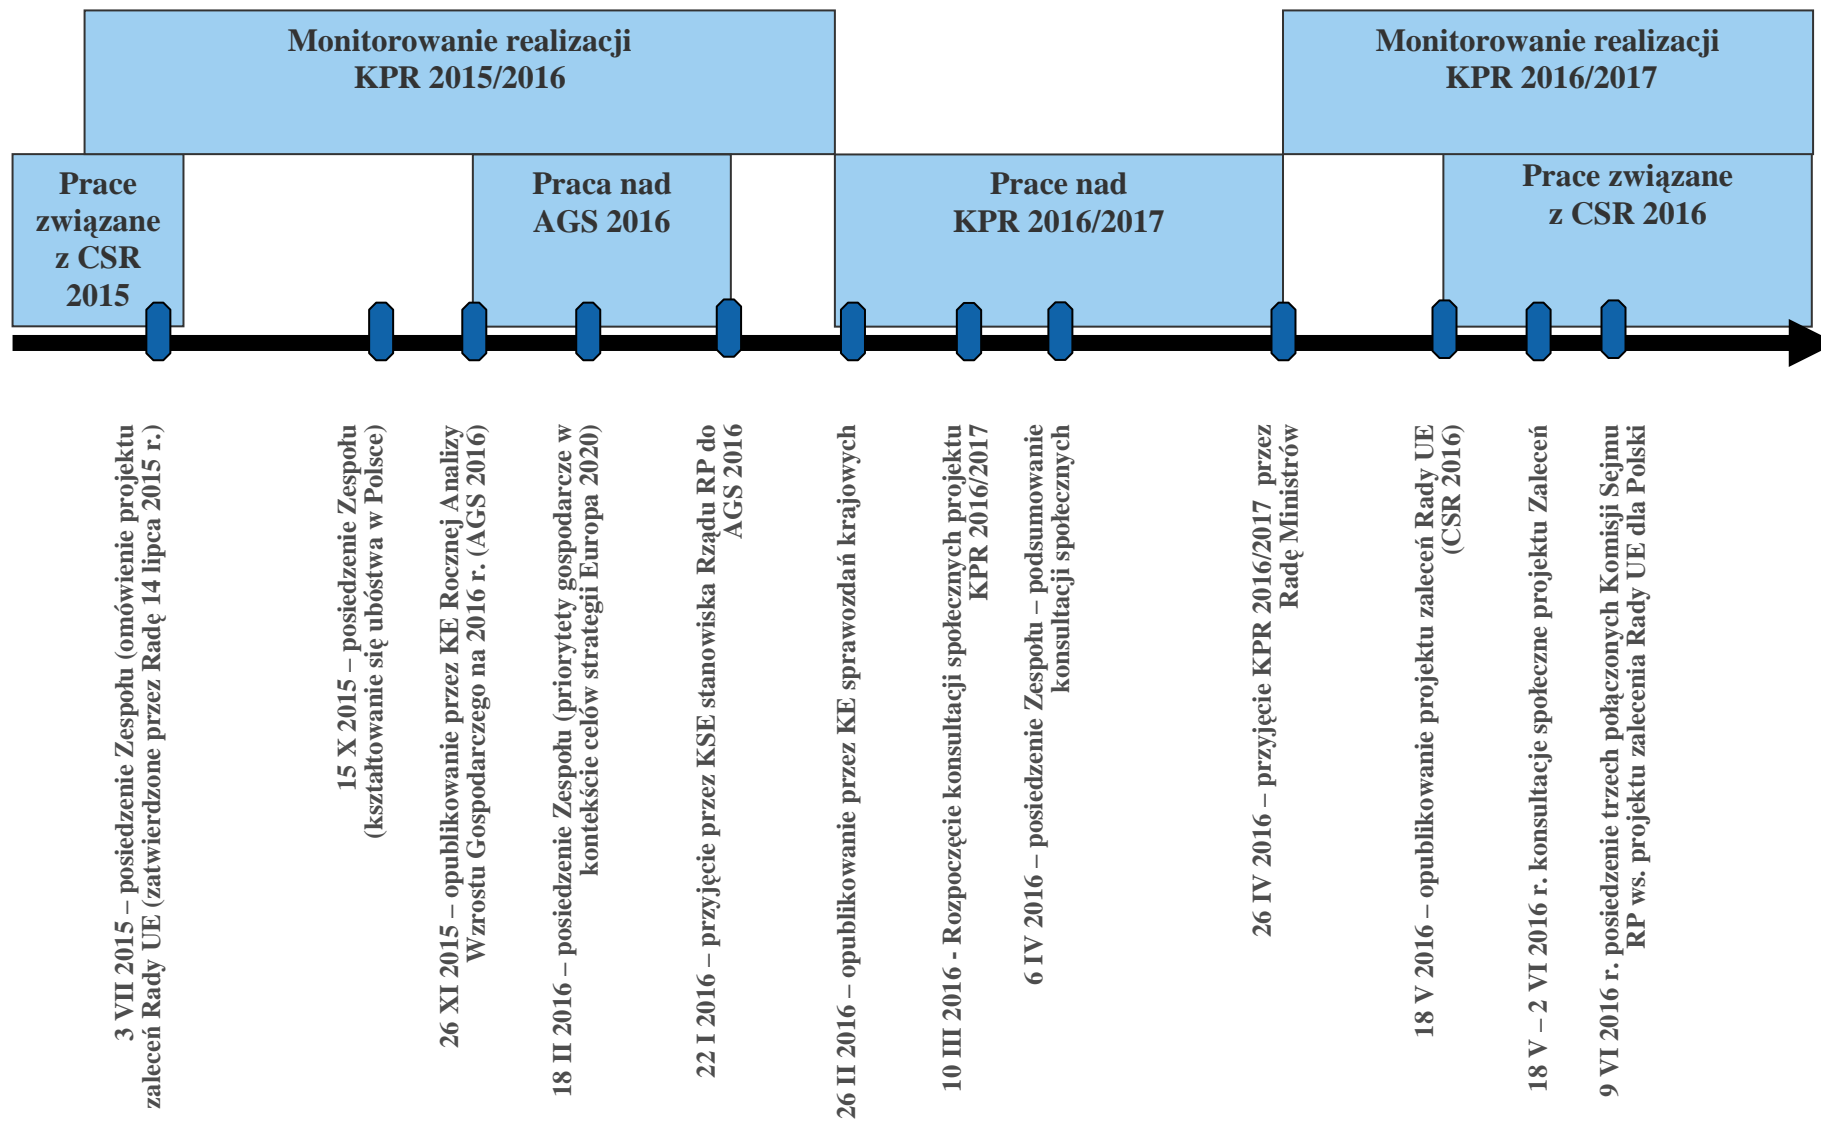 Monitorowanie realizacji
KPR 2015/2016
Monitorowanie realizacji
KPR 2016/2017
Prace
związane
z CSR
2015
Praca nad
AGS 2016
Prace nad
KPR 2016/2017
Prace związane
z CSR 2016
3 VII 2015 – posiedzenie Zespołu (omówienie projektu
zaleceń Rady UE (zatwierdzone przez Radę 14 lipca 2015 r.)
15 X 2015 – posiedzenie Zespołu
(kształtowanie się ubóstwa w Polsce)
26 XI 2015 – opublikowanie przez KE Rocznej Analizy
Wzrostu Gospodarczego na 2016 r. (AGS 2016)
18 II 2016 – posiedzenie Zespołu (priorytety gospodarcze w
kontekście celów strategii Europa 2020)
22 I 2016 – przyjęcie przez KSE stanowiska Rządu RP do
AGS 2016
26 II 2016 – opublikowanie przez KE sprawozdań krajowych
10 III 2016 - Rozpoczęcie konsultacji społecznych projektu
KPR 2016/2017
6 IV 2016 – posiedzenie Zespołu – podsumowanie
konsultacji społecznych
26 IV 2016 – przyjęcie KPR 2016/2017 przez
Radę Ministrów
18 V 2016 – opublikowanie projektu zaleceń Rady UE
(CSR 2016)
18 V – 2 VI 2016 r. konsultacje społeczne projektu Zaleceń
9 VI 2016 r. posiedzenie trzech połączonych Komisji Sejmu
RP ws. projektu zalecenia Rady UE dla Polski